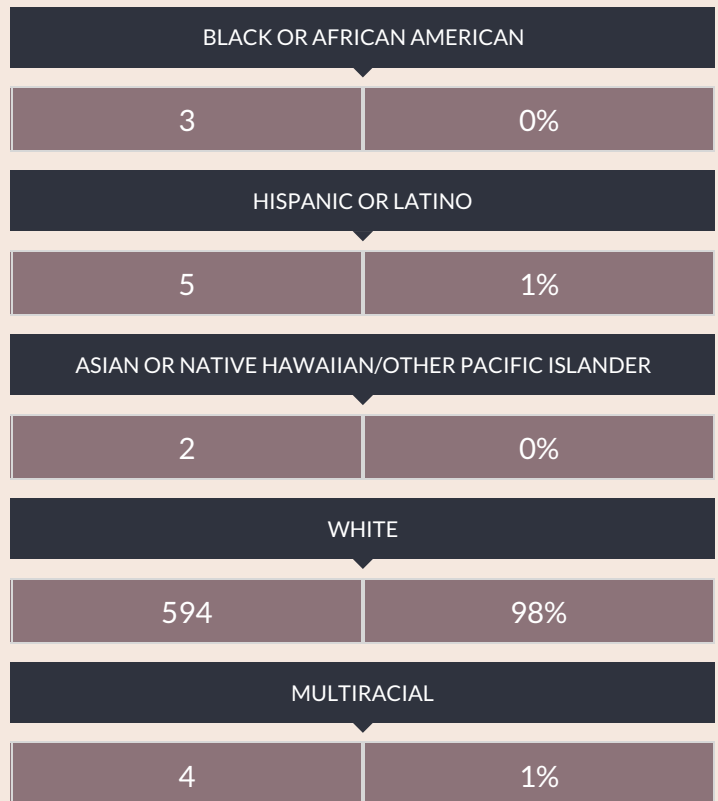 BLACK OR AFRICAN AMERICAN
3 0%
HISPANIC OR LATINO
5 1%
ASIAN OR NATIVE HAWAIIAN/OTHER PACIFIC ISLANDER
2 0%
WHITE
594 98%
MULTIRACIAL
4 1%